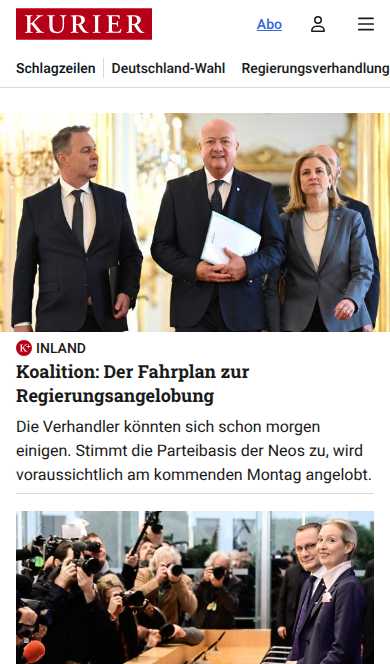 KURIER
Abo
Schlagzeilen Deutschland-Wahl Regierungsverhandlung
K+ INLAND
Koalition: Der Fahrplan zur
Regierungsangelobung
Die Verhandler könnten sich schon morgen
einigen. Stimmt die Parteibasis der Neos zu, wird
voraussichtlich am kommenden Montag angelobt.